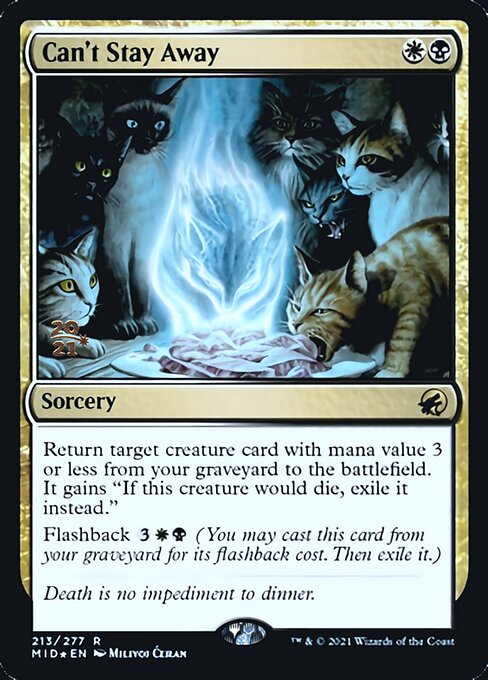 Can't Stay Away
20
21
Sorcery
Return target creature card with mana value 3
or less from your graveyard to the battlefield.
It gains “If this creature would die, exile it
instead.”
Flashback 3 (You may cast this card from
your graveyard for its flashback cost. Then exile it.)
Death is no impediment to dinner.
213/277 R
MID★EN Milivoj Ćeran
™ & © 2021 Wizards of the Coast